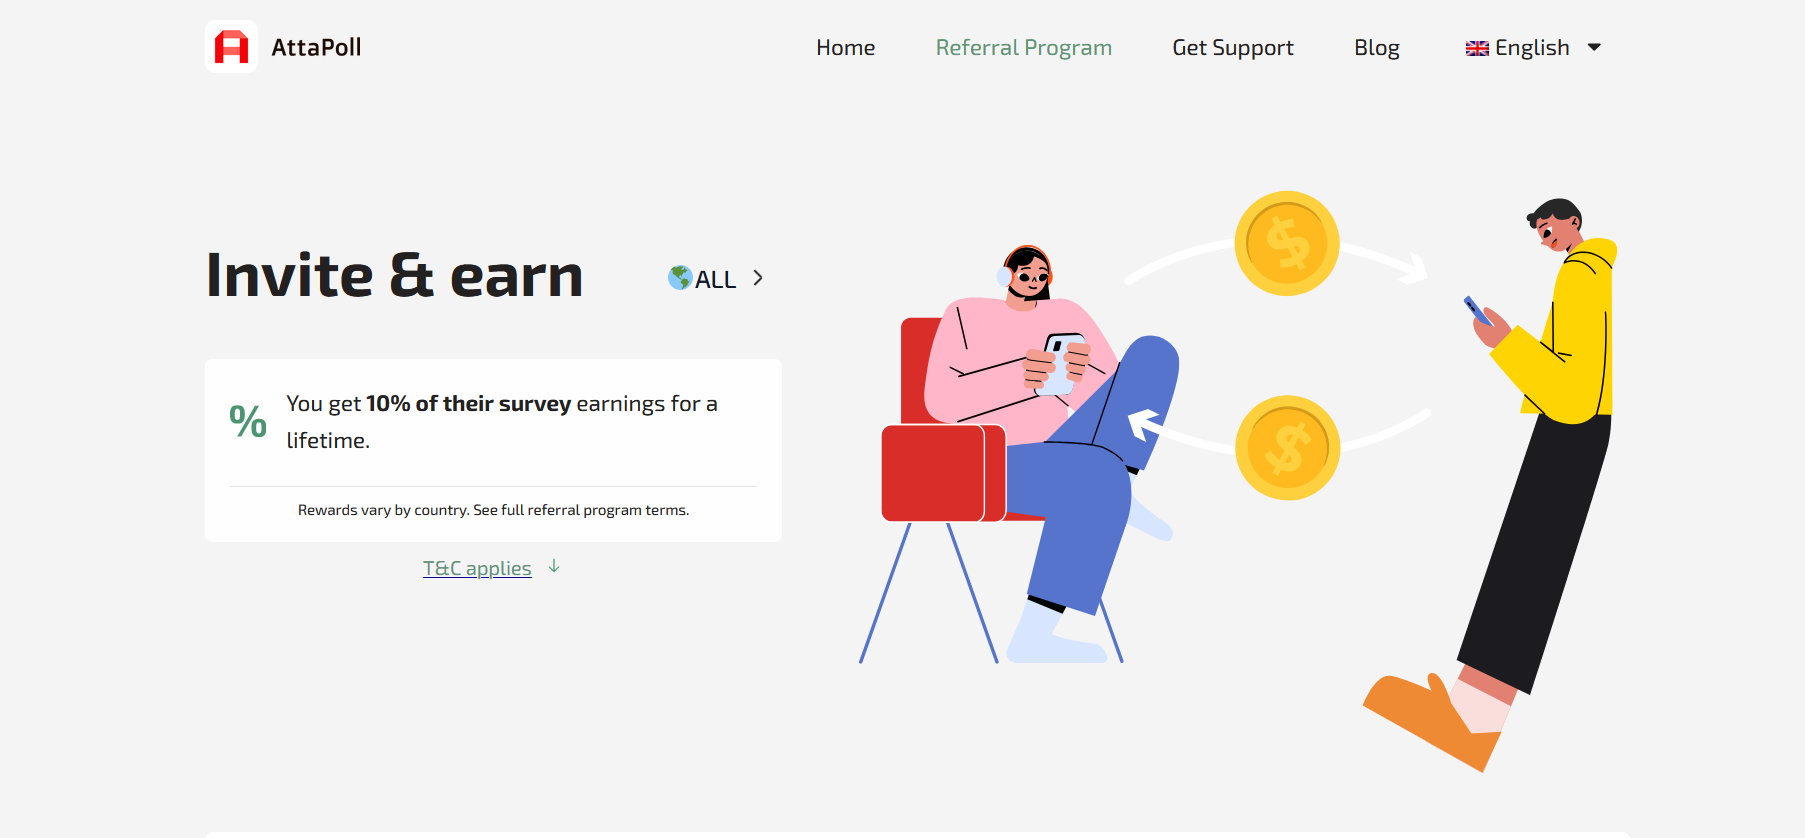 AttaPoll
Home
Referral Program
Get Support
Blog
English
Invite & earn
ALL
%
You get 10% of their survey earnings for a
lifetime.
Rewards vary by country. See full referral program terms.
T&C applies